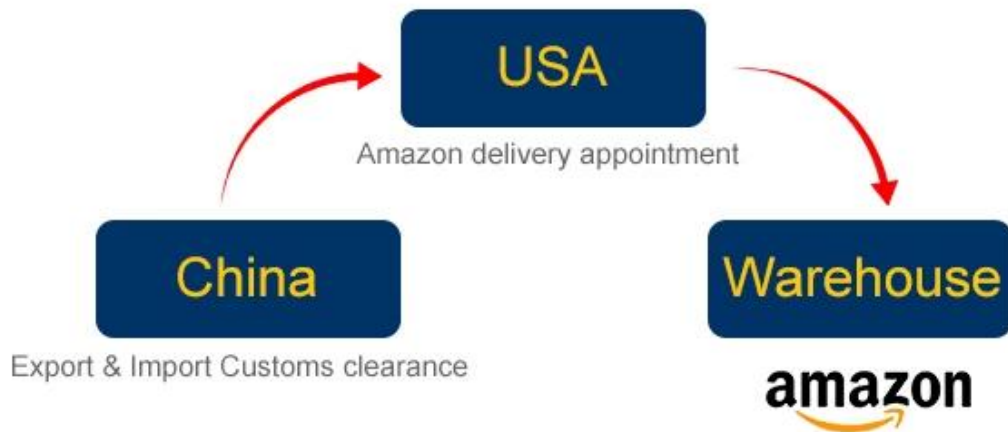 USA
Amazon delivery appointment
China
Warehouse
Export & Import Customs clearance
amazon